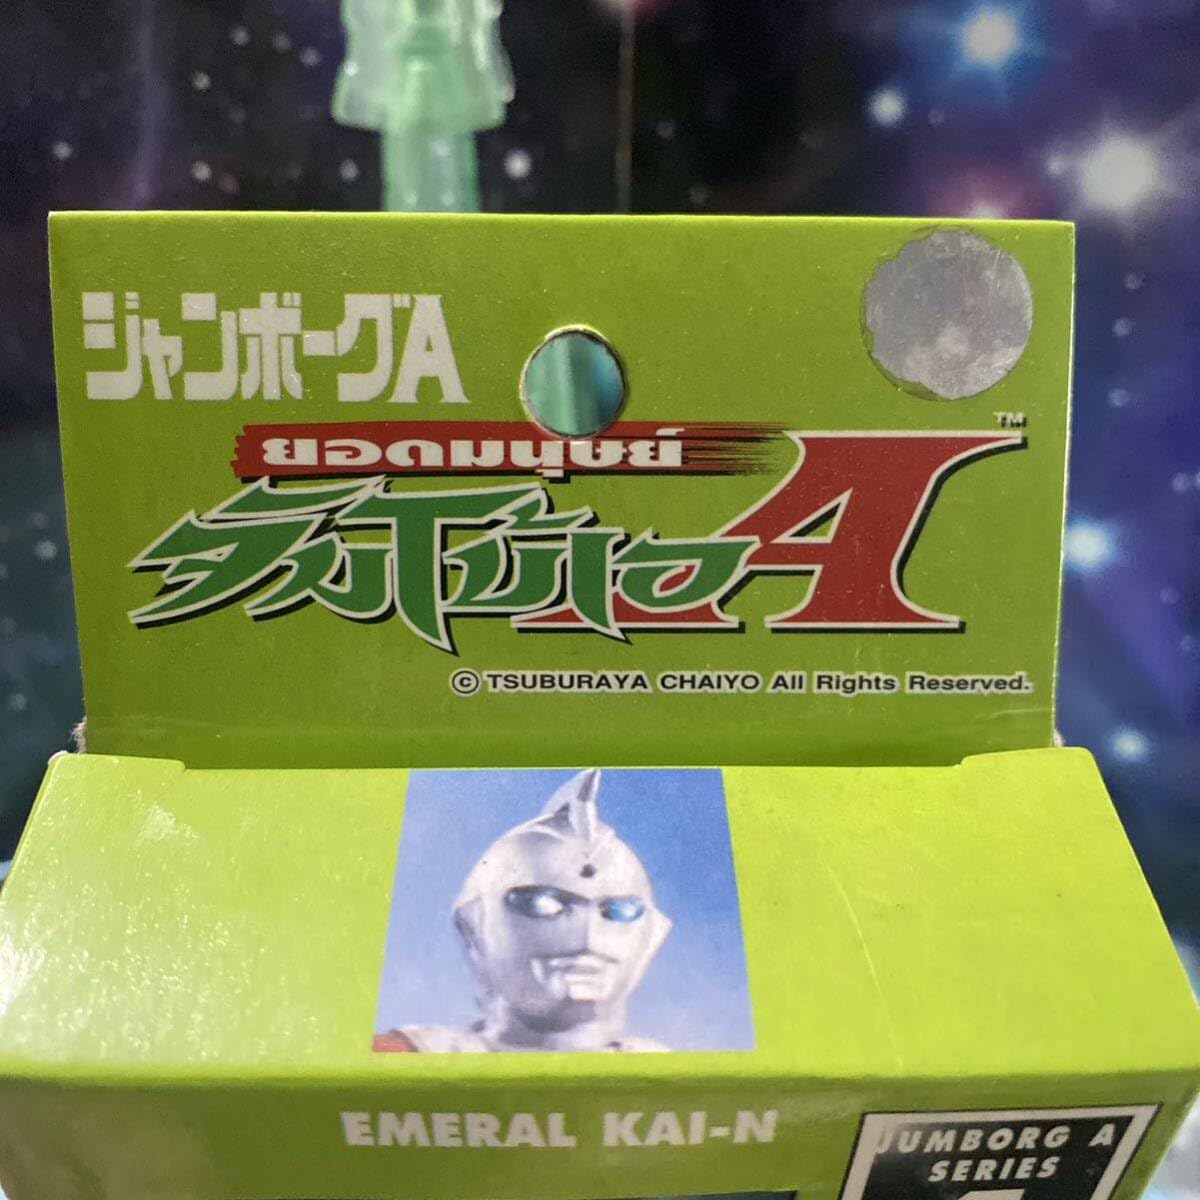 ジャンボーグA
ยอดมนุษย์
จัมโบ้เอ A
TM
© TSUBURAYA CHAIYO All Rights Reserved.
EMERAL KAI-N
JUMBORG A
SERIES